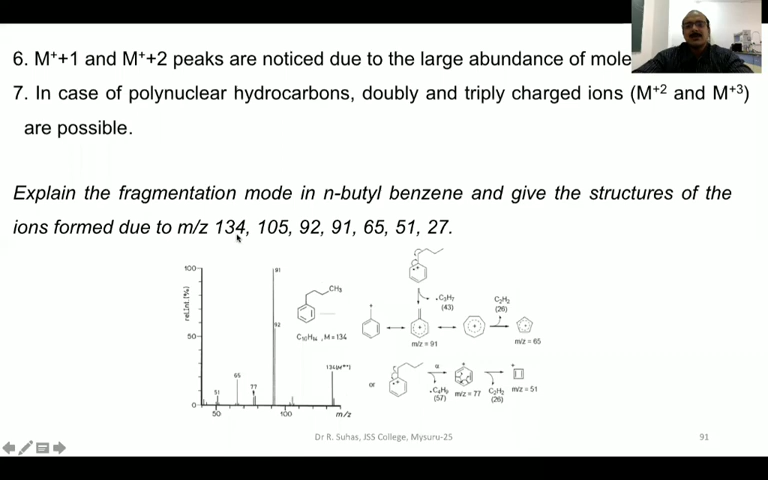 6. M⁺+1 and M⁺+2 peaks are noticed due to the large abundance of mole
7. In case of polynuclear hydrocarbons, doubly and triply charged ions (M⁺² and M⁺³)
are possible.
Explain the fragmentation mode in n-butyl benzene and give the structures of the
ions formed due to m/z 134, 105, 92, 91, 65, 51, 27.
100
rel.Int.(%)
50
0
50
100
m/z
51
65
77
91
92
134(M⁺•)
CH₃
C₁₀H₁₄, M=134
.C₃H₇
(43)
C₂H₂
(26)
m/z=91
m/z=65
or
α
.C₄H₉
(57)
m/z=77
C₂H₂
(26)
m/z=51
Dr R. Suhas, JSS College, Mysuru-25
91